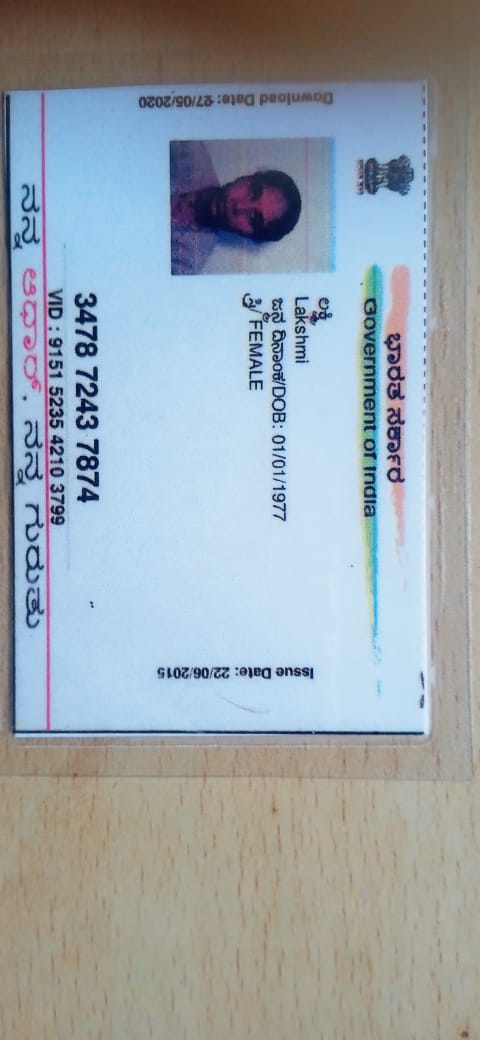 ಭಾರತ ಸರ್ಕಾರ
Government of India
Download Date: 27/05/2020
ಲಕ್ಷ್ಮಿ
Lakshmi
ಜನ್ಮ ದಿನಾಂಕ/DOB: 01/01/1977
ಸ್ತ್ರೀ/ FEMALE
Issue Date: 22/06/2015
3478 7243 7874
VID : 9151 5235 4210 3799
ನನ್ನ ಆಧಾರ್, ನನ್ನ ಗುರುತು